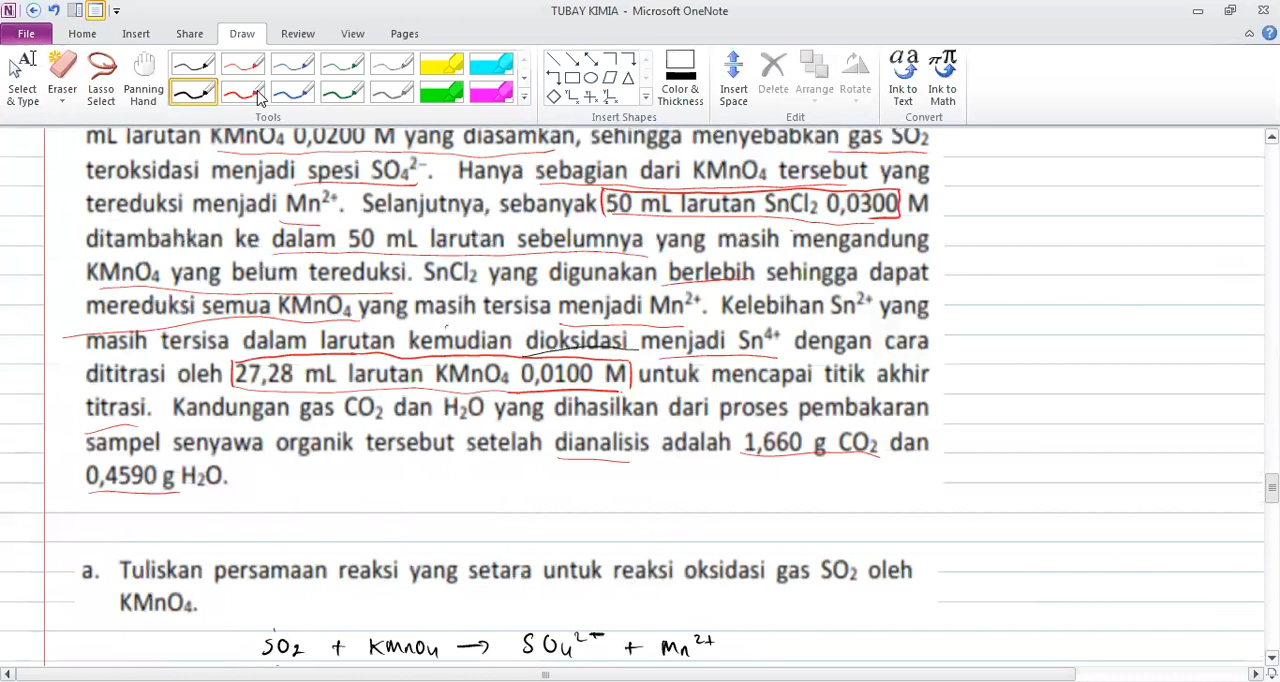 TUBAY KIMIA - Microsoft OneNote
File Home Insert Share Draw Review View Pages
Select & Type Eraser Lasso Select Panning Hand Color & Thickness Insert Space Delete Arrange Rotate Ink to Text Ink to Math
Tools Insert Shapes Edit Convert
mL larutan KMnO₄ 0,0200 M yang diasamkan, sehingga menyebabkan gas SO₂
teroksidasi menjadi spesi SO₄²⁻. Hanya sebagian dari KMnO₄ tersebut yang
tereduksi menjadi Mn²⁺. Selanjutnya, sebanyak 50 mL larutan SnCl₂ 0,0300 M
ditambahkan ke dalam 50 mL larutan sebelumnya yang masih mengandung
KMnO₄ yang belum tereduksi. SnCl₂ yang digunakan berlebih sehingga dapat
mereduksi semua KMnO₄ yang masih tersisa menjadi Mn²⁺. Kelebihan Sn²⁺ yang
masih tersisa dalam larutan kemudian dioksidasi menjadi Sn⁴⁺ dengan cara
dititrasi oleh 27,28 mL larutan KMnO₄ 0,0100 M untuk mencapai titik akhir
titrasi. Kandungan gas CO₂ dan H₂O yang dihasilkan dari proses pembakaran
sampel senyawa organik tersebut setelah dianalisis adalah 1,660 g CO₂ dan
0,4590 g H₂O.
a. Tuliskan persamaan reaksi yang setara untuk reaksi oksidasi gas SO₂ oleh
KMnO₄.
SO₂ + KMnO₄ → SO₄²⁻ + Mn²⁺